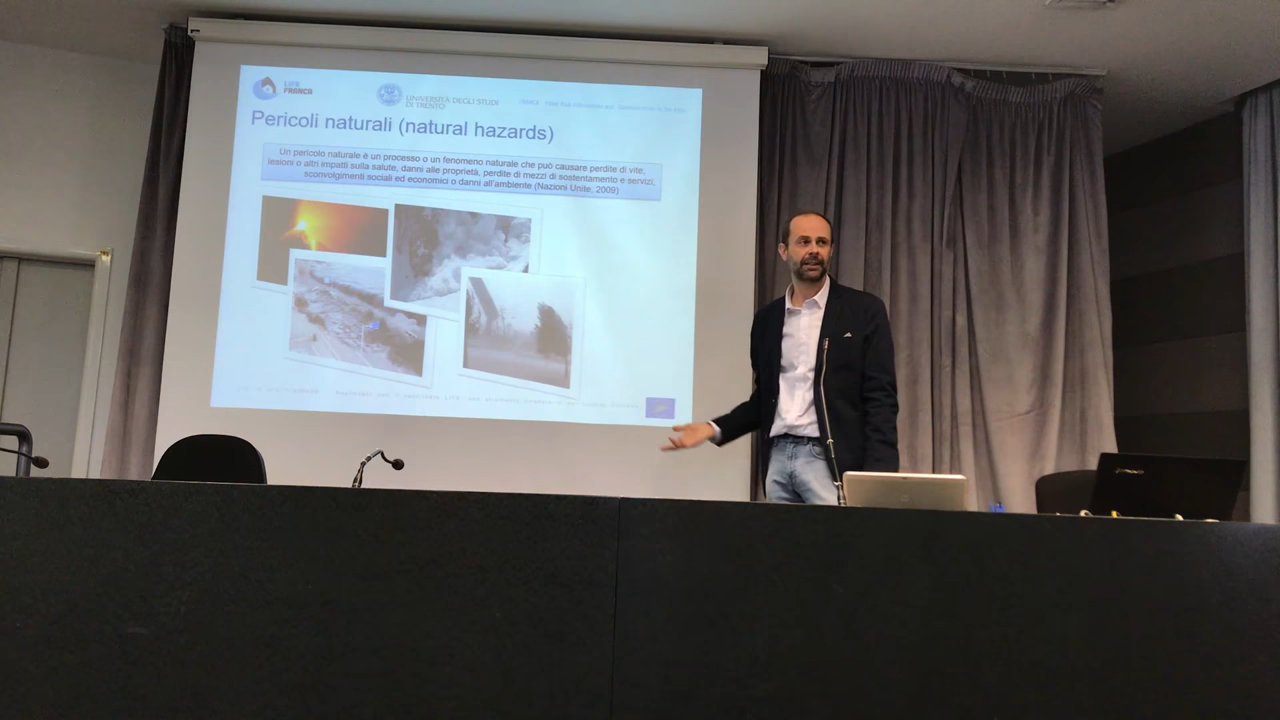 LIFE
FRANCA
UNIVERSITÀ DEGLI STUDI
DI TRENTO
Pericoli naturali (natural hazards)
Un pericolo naturale è un processo o un fenomeno naturale che può causare perdite di vite,
lesioni o altri impatti sulla salute, danni alle proprietà, perdite di mezzi di sostentamento e servizi,
sconvolgimenti sociali ed economici o danni all'ambiente (Nazioni Unite, 2009)